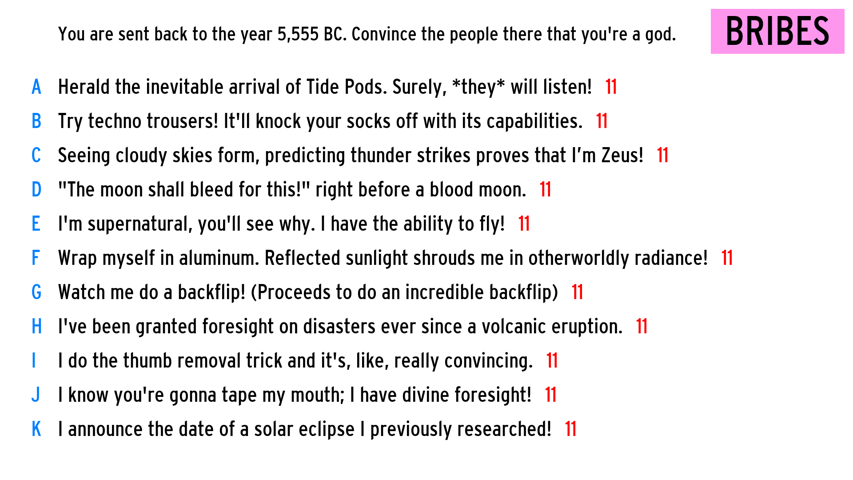 You are sent back to the year 5,555 BC. Convince the people there that you're a god.
BRIBES
A Herald the inevitable arrival of Tide Pods. Surely, *they* will listen! 11
B Try techno trousers! It'll knock your socks off with its capabilities. 11
C Seeing cloudy skies form, predicting thunder strikes proves that I'm Zeus! 11
D "The moon shall bleed for this!" right before a blood moon. 11
E I'm supernatural, you'll see why. I have the ability to fly! 11
F Wrap myself in aluminum. Reflected sunlight shrouds me in otherworldly radiance! 11
G Watch me do a backflip! (Proceeds to do an incredible backflip) 11
H I've been granted foresight on disasters ever since a volcanic eruption. 11
I I do the thumb removal trick and it's, like, really convincing. 11
J I know you're gonna tape my mouth; I have divine foresight! 11
K I announce the date of a solar eclipse I previously researched! 11